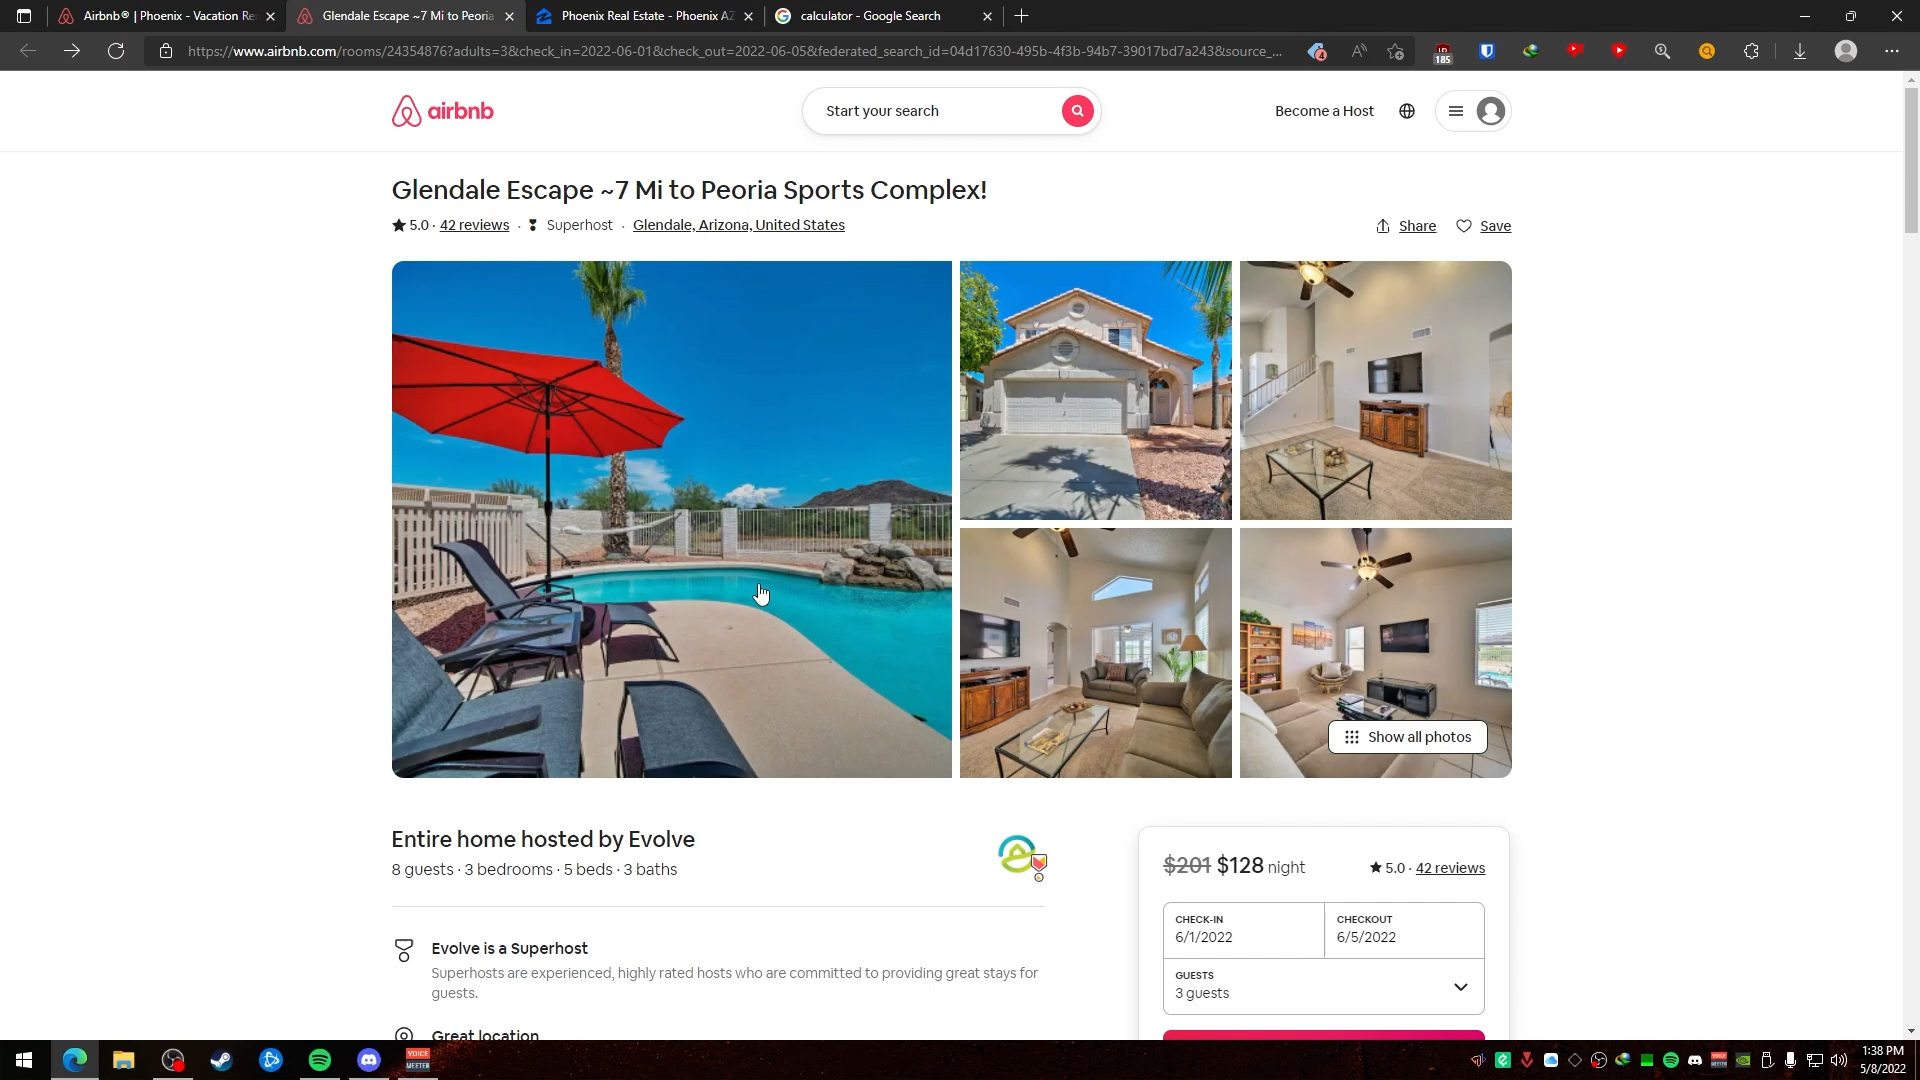 Airbnb® | Phoenix - Vacation Re
Glendale Escape ~7 Mi to Peoria
Phoenix Real Estate - Phoenix AZ
calculator - Google Search
https://www.airbnb.com/rooms/24354876?adults=3&check_in=2022-06-01&check_out=2022-06-05&federated_search_id=04d17630-495b-4f3b-94b7-39017bd7a243&source_...
4
185
airbnb
Start your search
Become a Host
Glendale Escape ~7 Mi to Peoria Sports Complex!
5.0 · 42 reviews · Superhost · Glendale, Arizona, United States
Share
Save
Show all photos
Entire home hosted by Evolve
8 guests · 3 bedrooms · 5 beds · 3 baths
$201 $128 night
5.0 · 42 reviews
CHECK-IN
6/1/2022
CHECKOUT
6/5/2022
GUESTS
3 guests
Evolve is a Superhost
Superhosts are experienced, highly rated hosts who are committed to providing great stays for
guests.
Great location
VOICE
MEETER
1:38 PM
5/8/2022